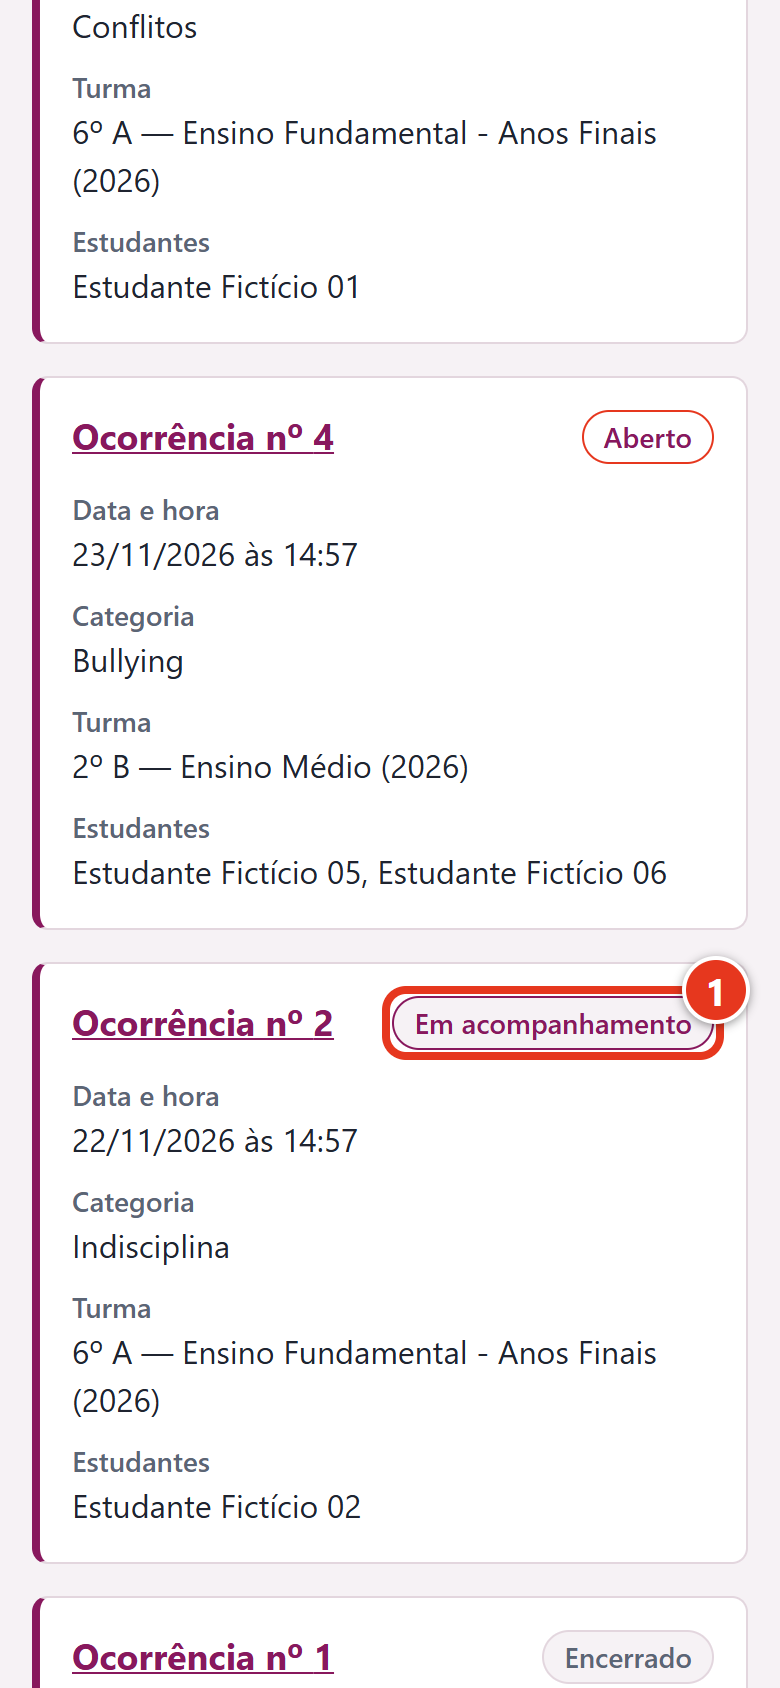 Conflitos
Turma
6º A — Ensino Fundamental - Anos Finais
(2026)
Estudantes
Estudante Fictício 01
Ocorrência nº 4
Aberto
Data e hora
23/11/2026 às 14:57
Categoria
Bullying
Turma
2º B — Ensino Médio (2026)
Estudantes
Estudante Fictício 05, Estudante Fictício 06
Ocorrência nº 2
Em acompanhamento
1
Data e hora
22/11/2026 às 14:57
Categoria
Indisciplina
Turma
6º A — Ensino Fundamental - Anos Finais
(2026)
Estudantes
Estudante Fictício 02
Ocorrência nº 1
Encerrado